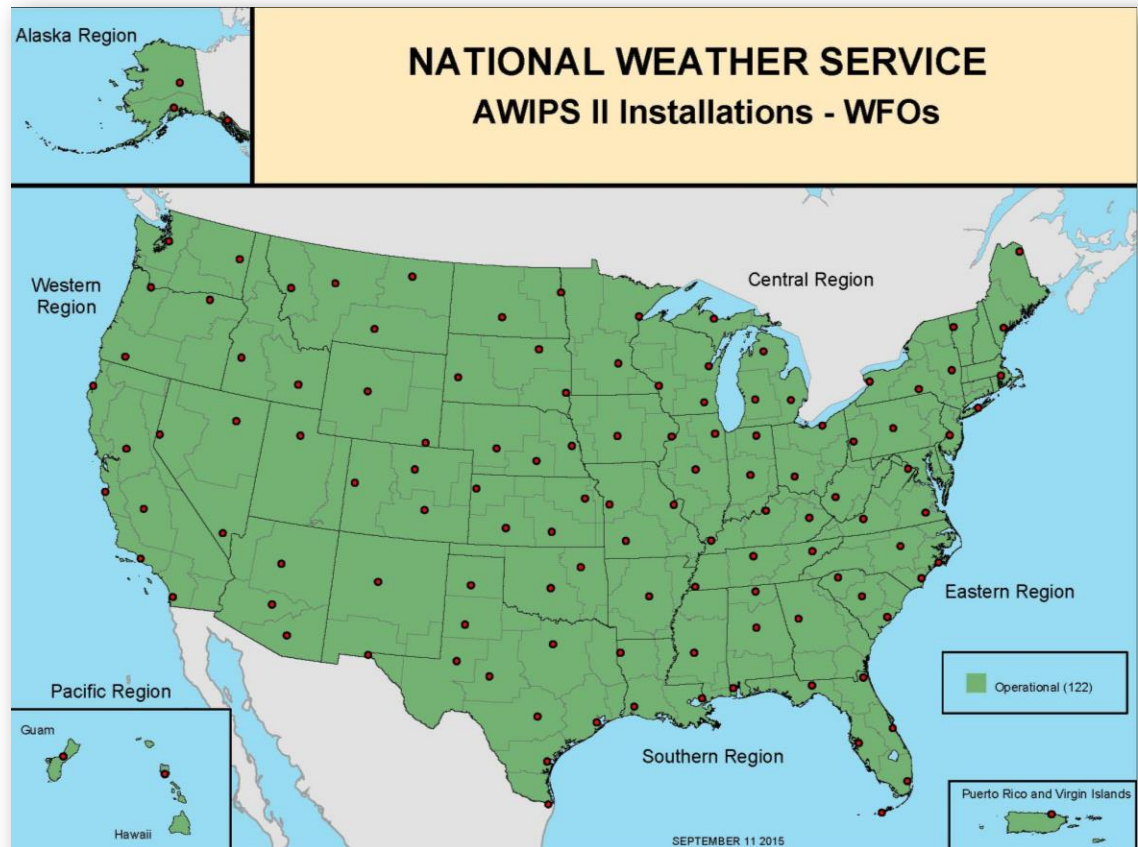 Alaska Region
NATIONAL WEATHER SERVICE
AWIPS II Installations - WFOs
Western
Region
Central Region
Eastern Region
Operational (122)
Pacific Region
Guam
Hawaii
Southern Region
Puerto Rico and Virgin Islands
SEPTEMBER 11 2015